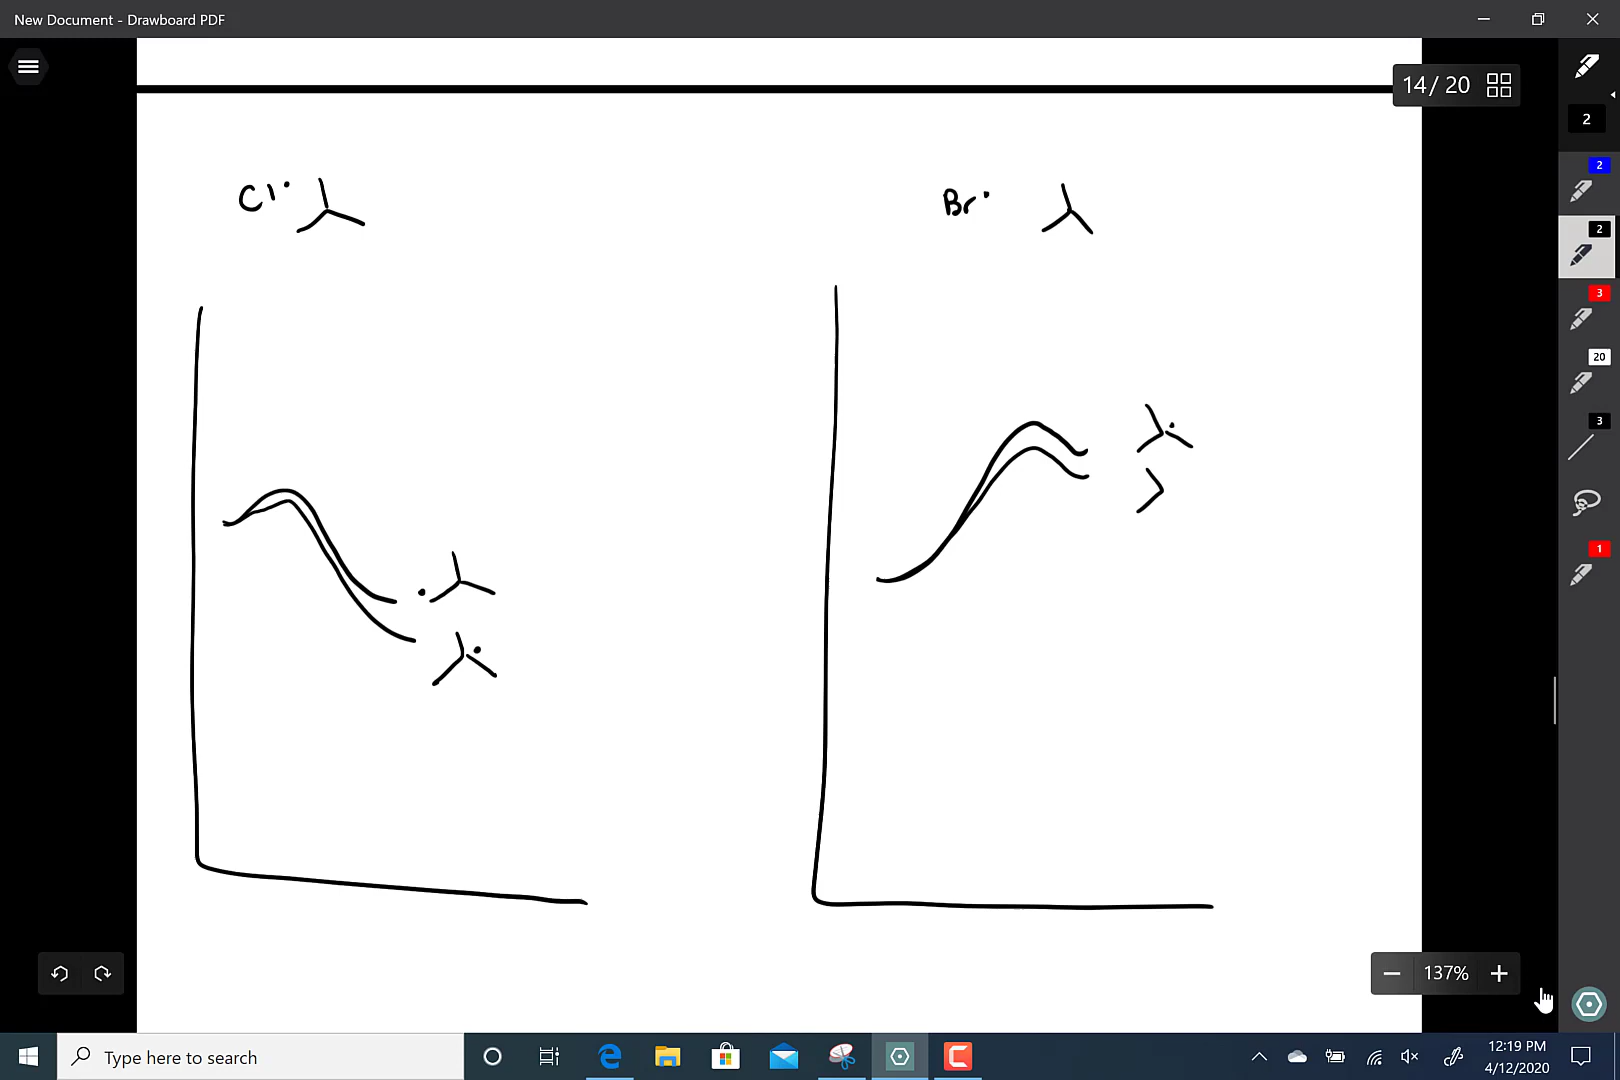 New Document - Drawboard PDF
14/ 20
2
2
2
3
20
3
1
Cl·
Br·
137%
Type here to search
12:19 PM
4/12/2020